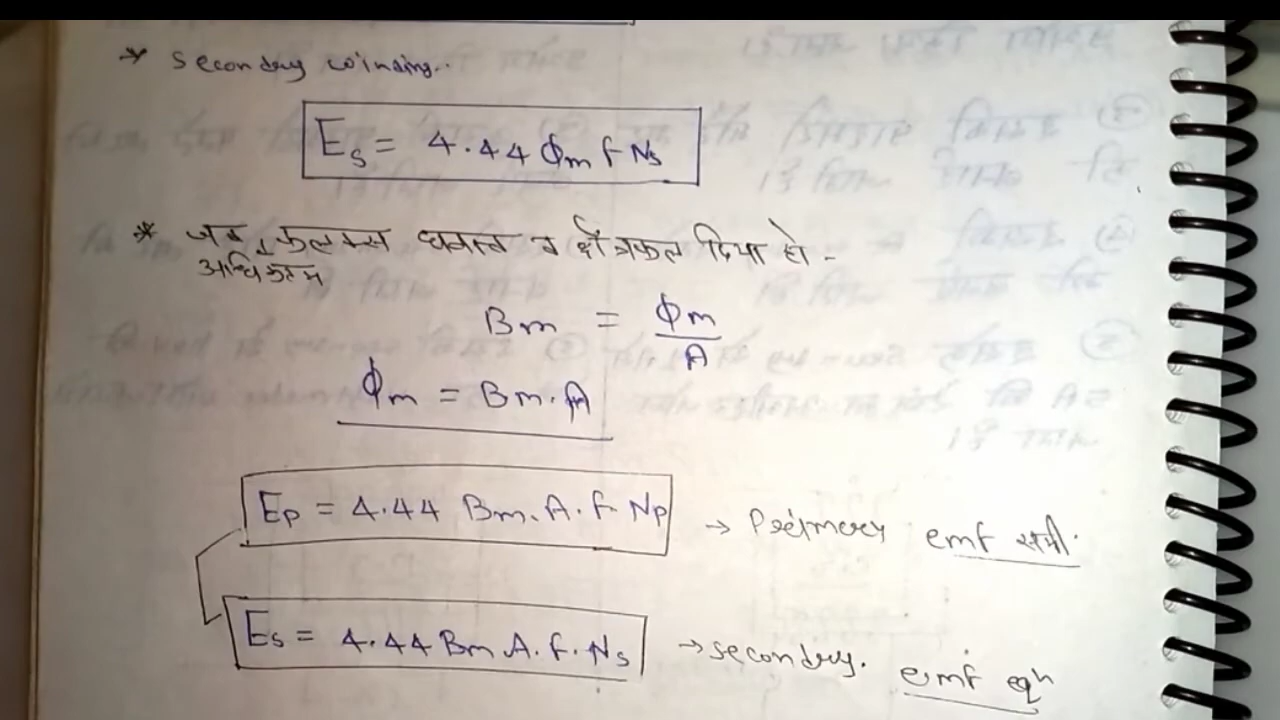 * Secondry winding..
Es = 4.44 ϕm f Ns
* जब फ्लक्स घनत्व व क्षेत्रफल दिया हो -
अधिकतम
Bm = ϕm / A
ϕm = Bm. A
Ep = 4.44 Bm. A. f. Np → Primery emf समी.
Es = 4.44 Bm A. f. Ns → secondry. emf eqn